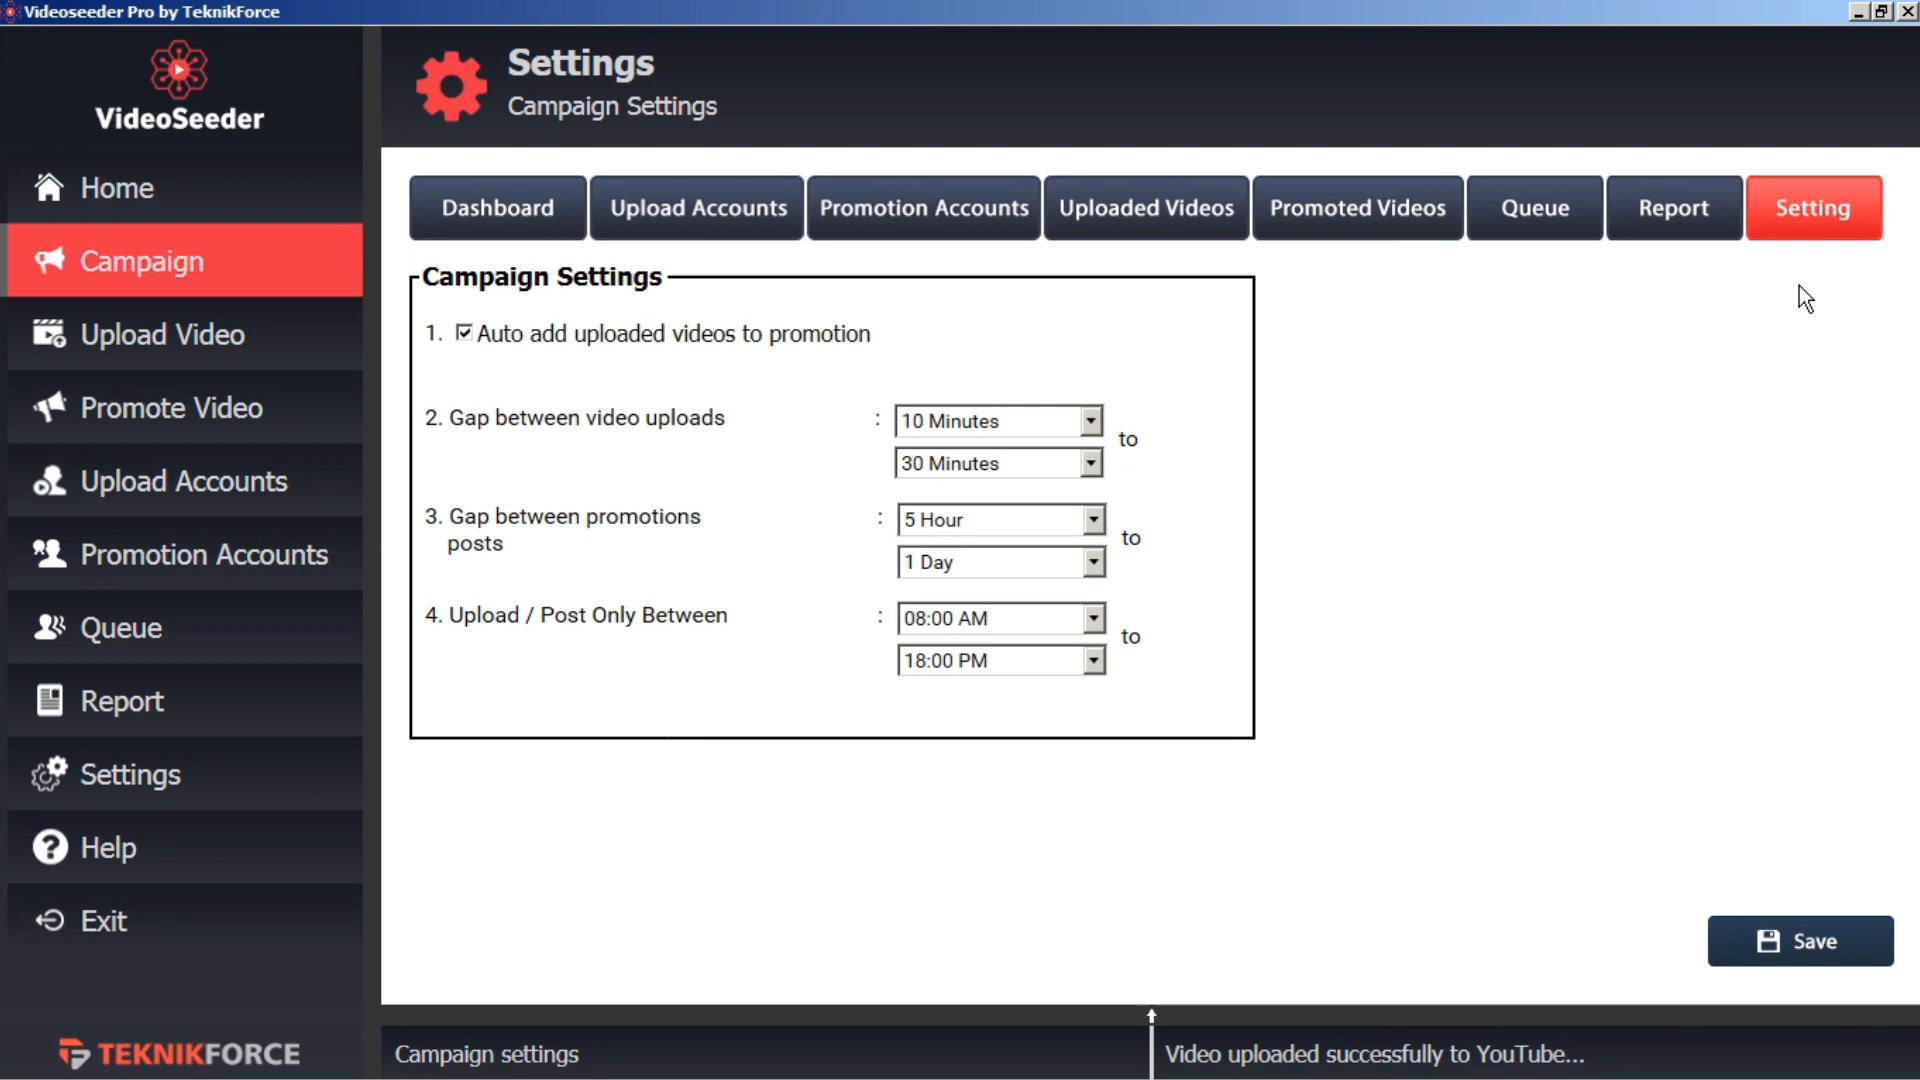 Videoseeder Pro by TeknikForce
VideoSeeder
Home
Campaign
Upload Video
Promote Video
Upload Accounts
Promotion Accounts
Queue
Report
Settings
Help
Exit
TEKNIKFORCE
Settings
Campaign Settings
Dashboard
Upload Accounts
Promotion Accounts
Uploaded Videos
Promoted Videos
Queue
Report
Setting
Campaign Settings
1. Auto add uploaded videos to promotion
2. Gap between video uploads : 10 Minutes
to
30 Minutes
3. Gap between promotions : 5 Hour
posts to
1 Day
4. Upload / Post Only Between : 08:00 AM
to
18:00 PM
Save
Campaign settings
Video uploaded successfully to YouTube...